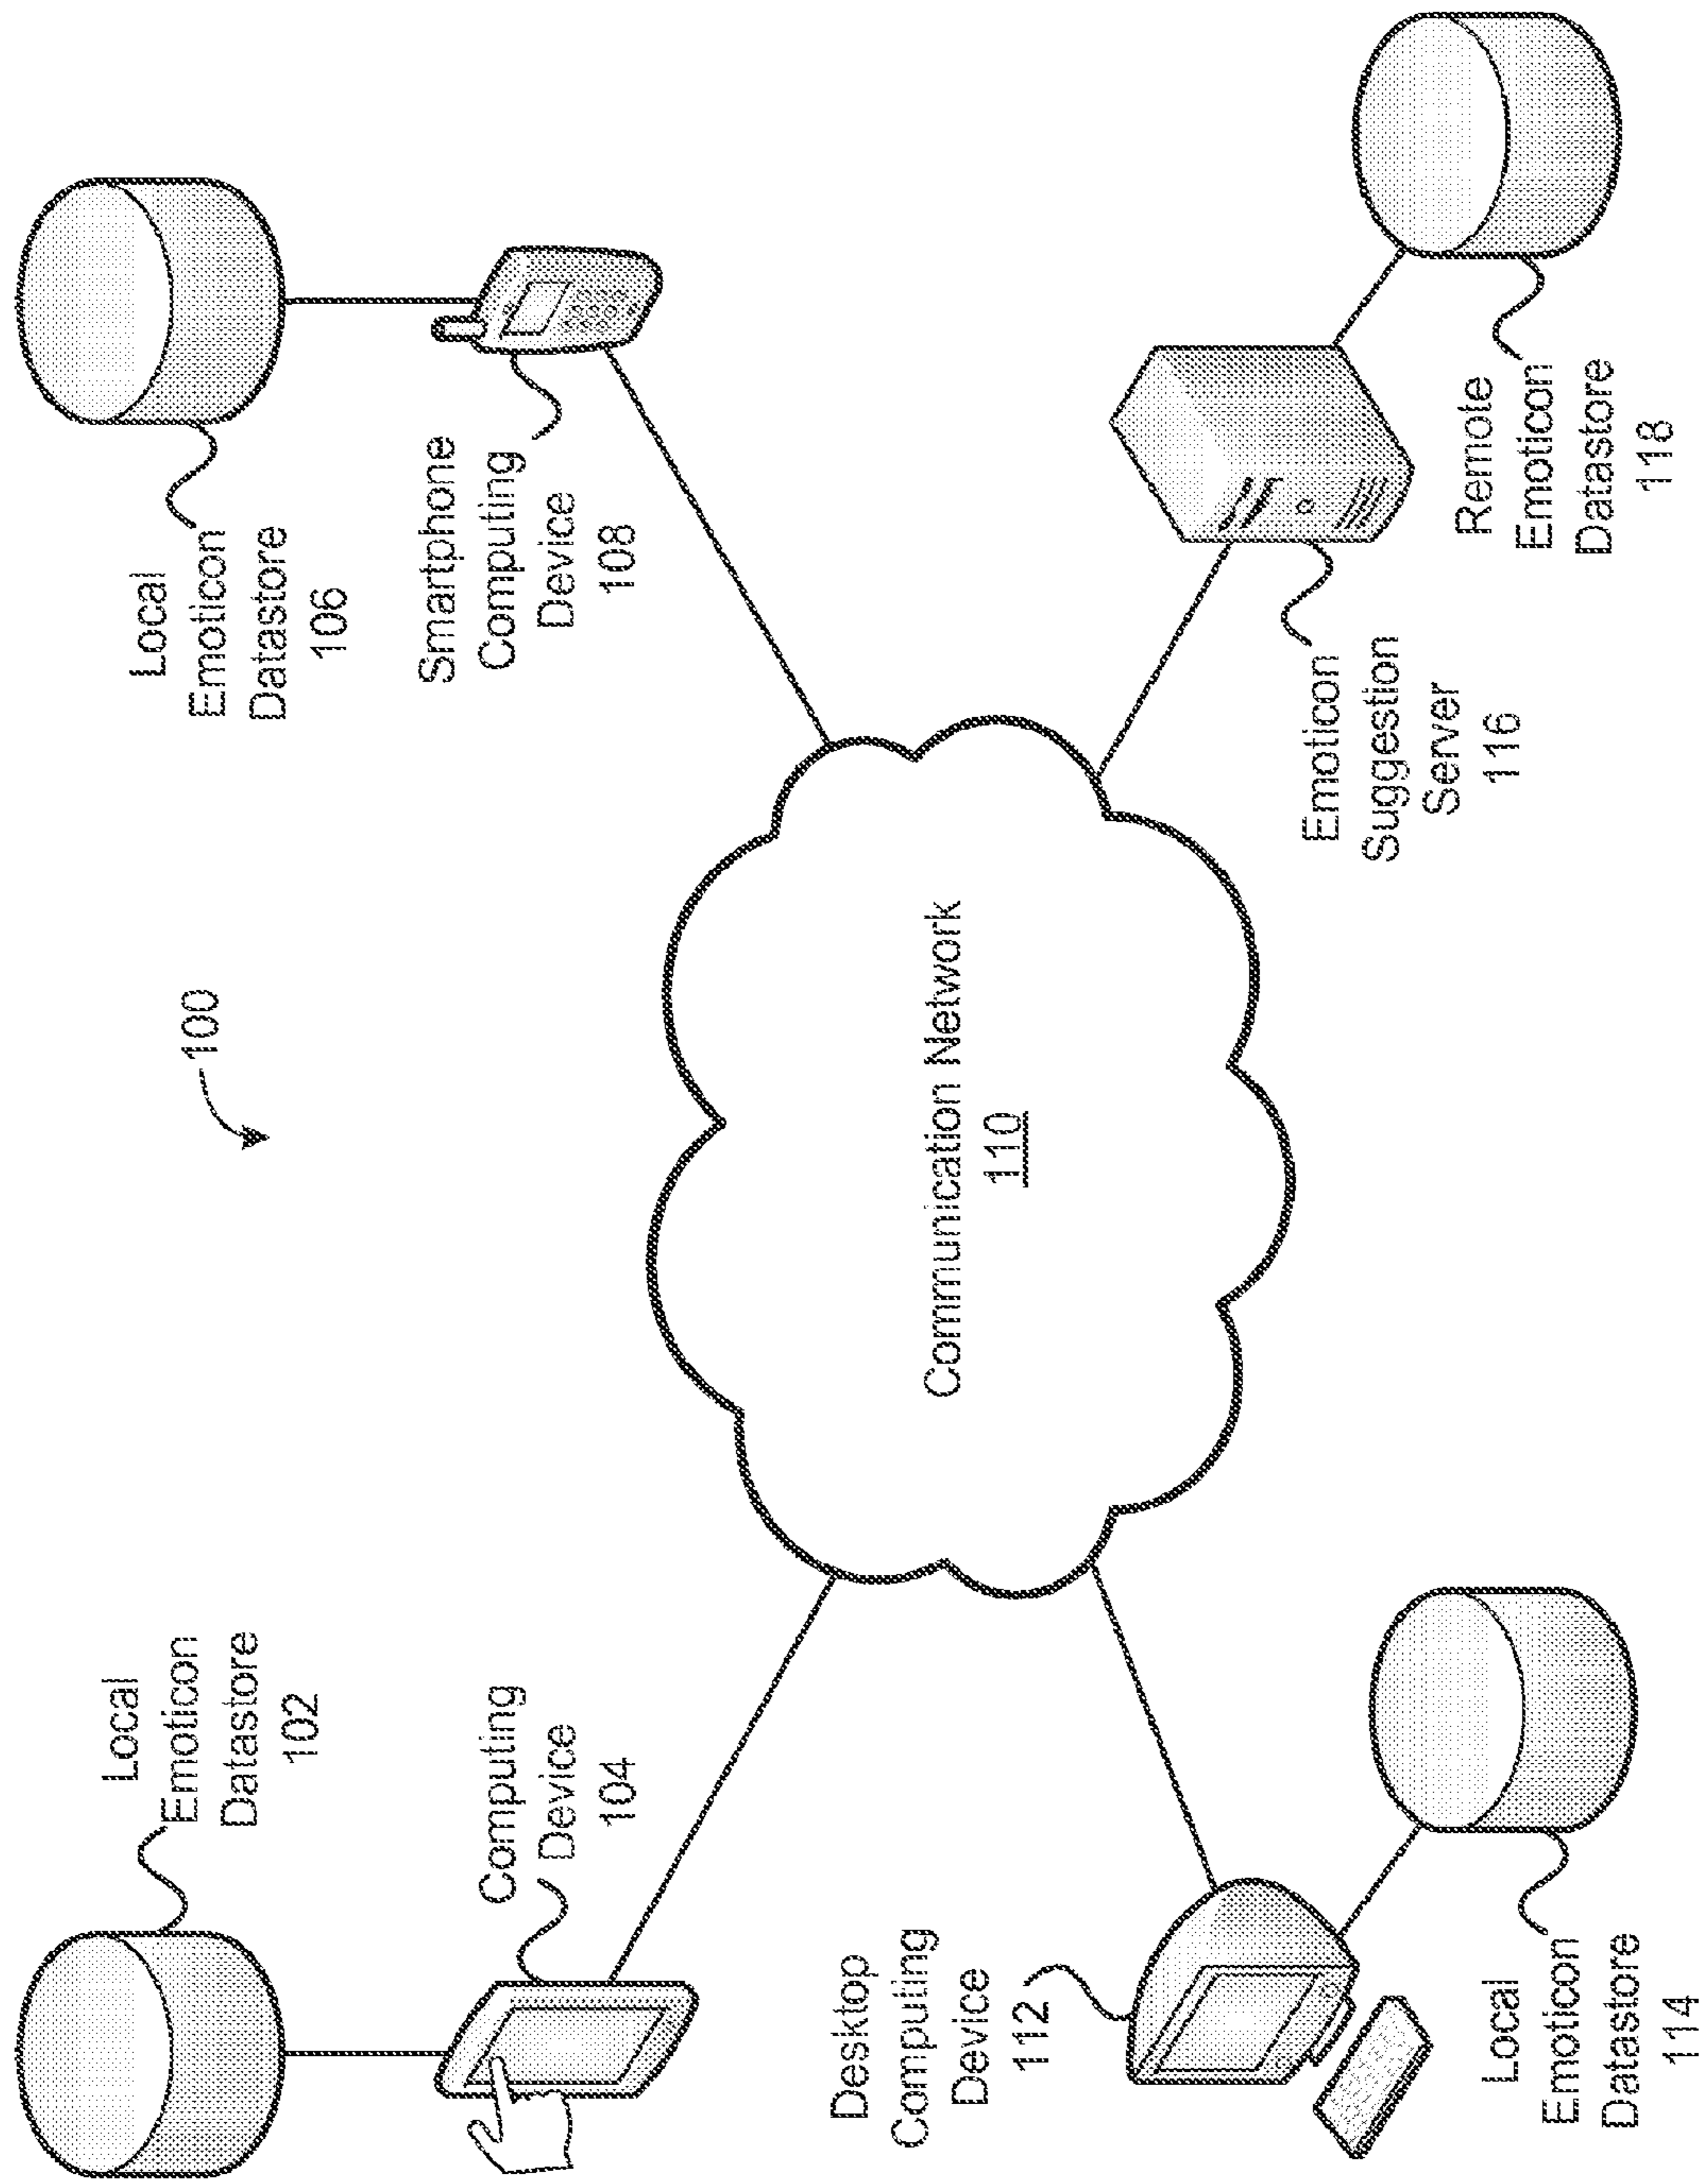 100
Local
Emoticon
Datastore
102
Computing
Device
104
Local
Emoticon
Datastore
106
Smartphone
Computing
Device
108
Communication Network
110
Desktop
Computing
Device
112
Local
Emoticon
Datastore
114
Emoticon
Suggestion
Server
116
Remote
Emoticon
Datastore
118